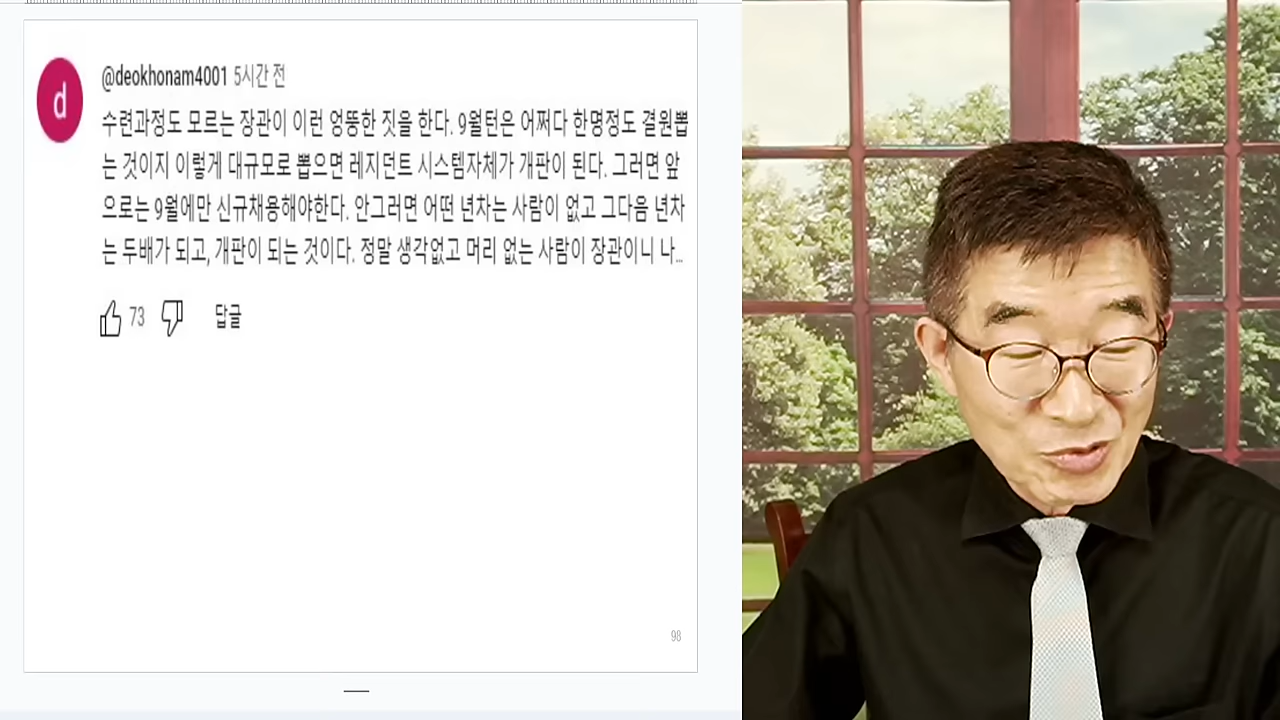 d
@deokhonam4001 5시간 전
수련과정도 모르는 장관이 이런 엉뚱한 짓을 한다. 9월턴은 어쩌다 한명정도 결원뽑
는 것이지 이렇게 대규모로 뽑으면 레지던트 시스템자체가 개판이 된다. 그러면 앞
으로는 9월에만 신규채용해야한다. 안그러면 어떤 년차는 사람이 없고 그다음 년차
는 두배가 되고, 개판이 되는 것이다. 정말 생각없고 머리 없는 사람이 장관이니 나...
73 답글
98